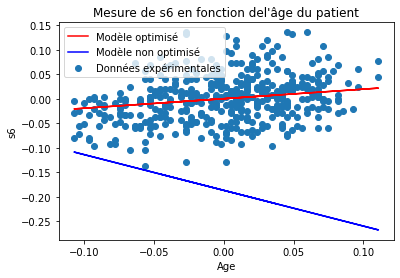 Mesure de s6 en fonction del'âge du patient
Modèle optimisé
Modèle non optimisé
Données expérimentales
0.15
0.10
0.05
0.00
-0.05
-0.10
-0.15
-0.20
-0.25
s6
-0.10
-0.05
0.00
0.05
0.10
Age